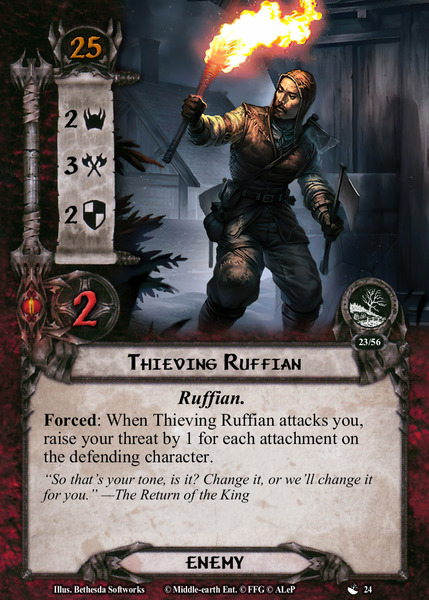 25
2
3
2
2
23/56
Thieving Ruffian
Ruffian.
Forced: When Thieving Ruffian attacks you,
raise your threat by 1 for each attachment on
the defending character.
“So that's your tone, is it? Change it, or we'll change it
for you.” —The Return of the King
ENEMY
Illus. Bethesda Softworks © Middle-earth Ent. © FFG © ALeP 24